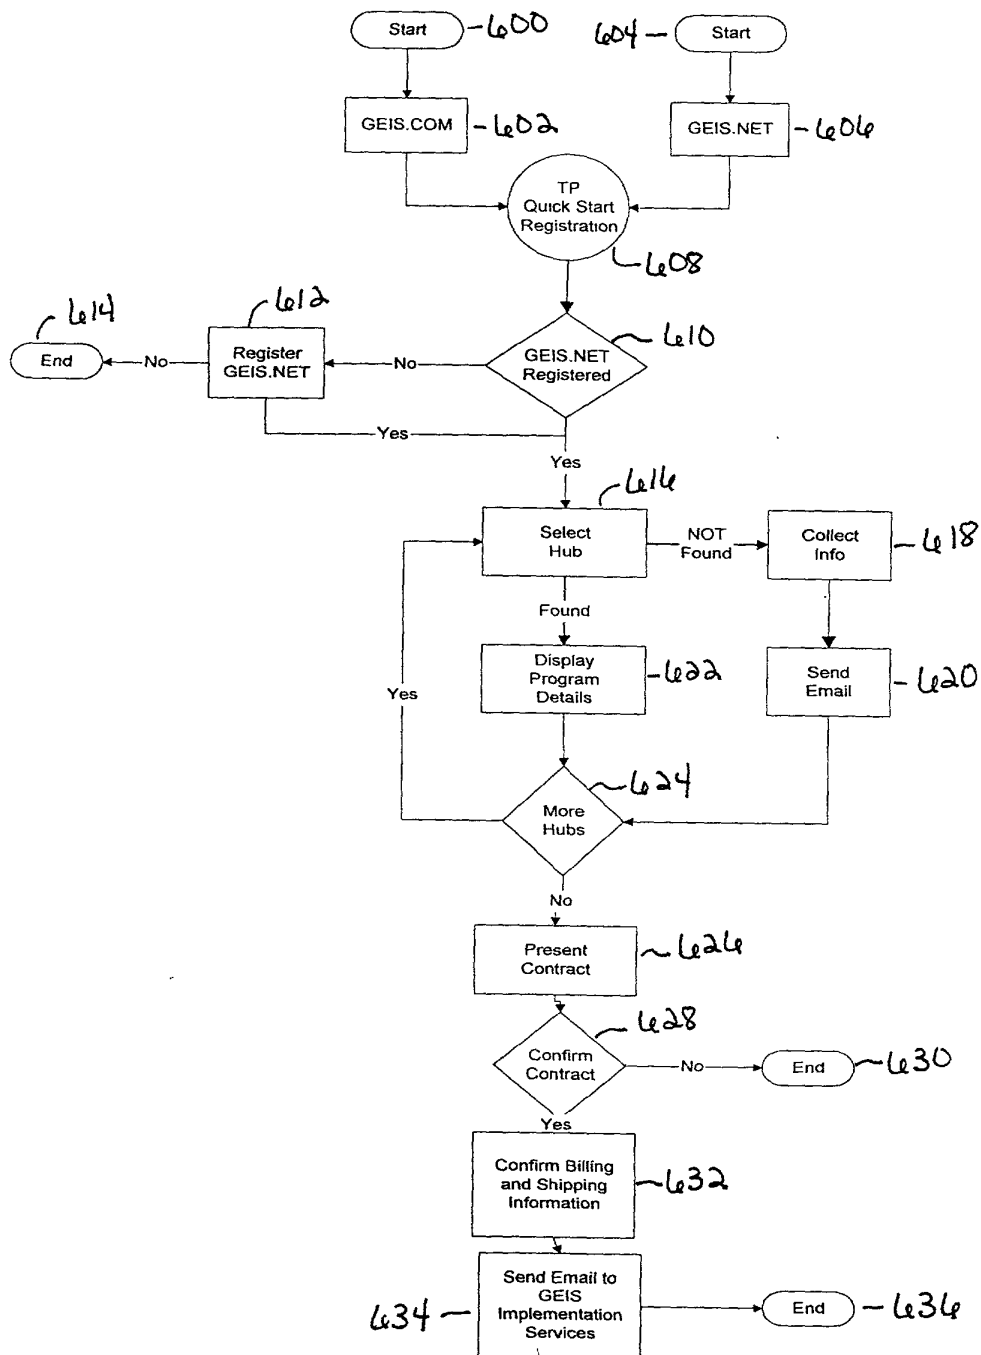 Start
-600
604-
Start
GEIS.COM
-602
GEIS.NET
-606
TP
Quick Start
Registration
608
614
612
610
End
No
Register
GEIS.NET
No
GEIS.NET
Registered
Yes
Yes
616
Select
Hub
NOT
Found
Collect
Info
-618
Found
Display
Program
Details
-622
Send
Email
-620
Yes
624
More
Hubs
No
Present
Contract
626
628
Confirm
Contract
No
End
630
Yes
Confirm Billing
and Shipping
Information
632
Send Email to
GEIS
Implementation
Services
634-
End
-636